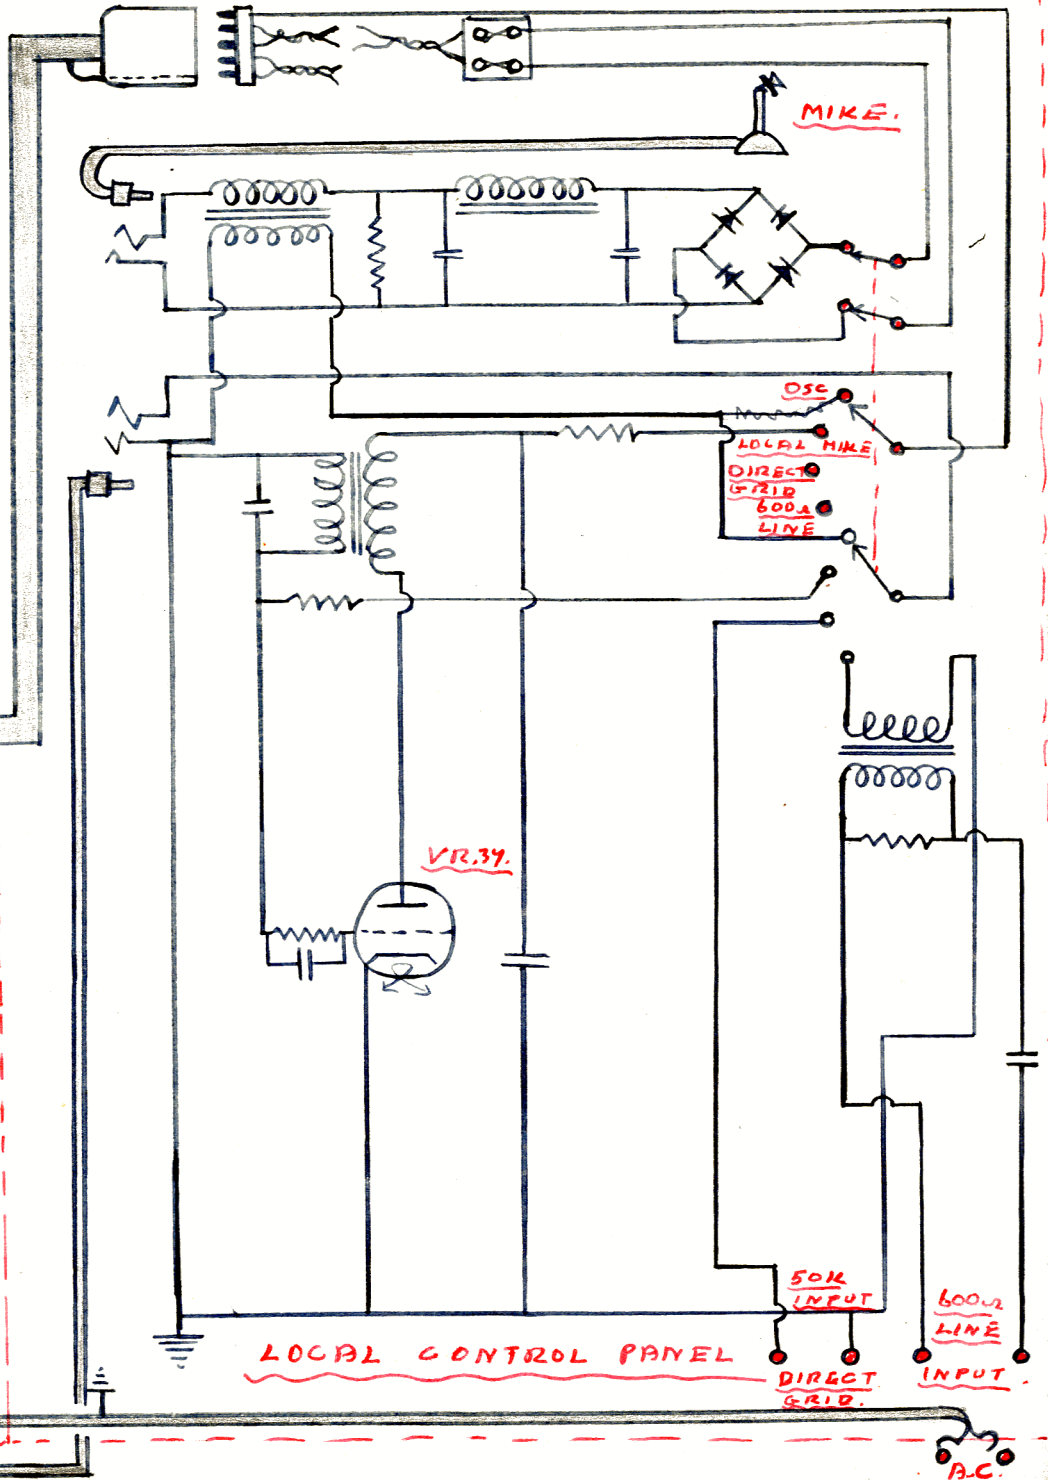 MIKE.
OSC
LOCAL MIKE
DIRECT
GRID
600Ω
LINE
VR.34.
50K
INPUT
600Ω
LINE
LOCAL CONTROL PANEL
DIRECT
GRID.
INPUT.
A.C.